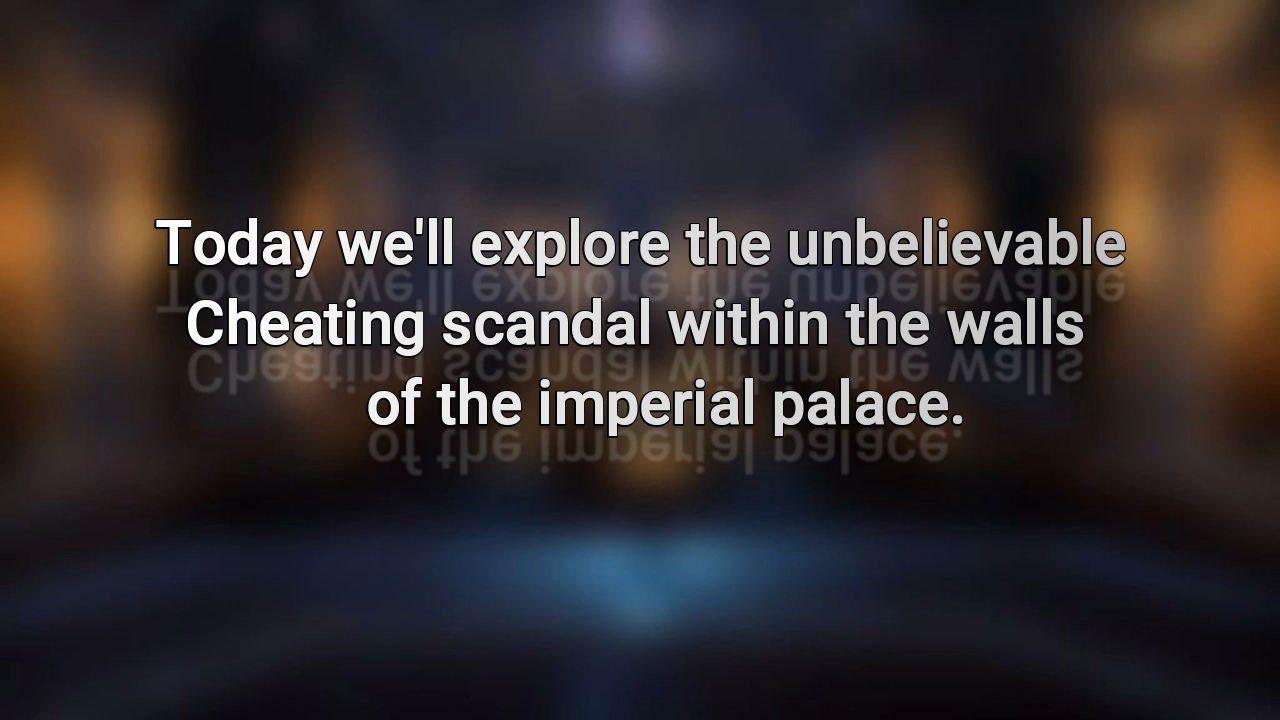 Today we'll explore the unbelievable
Cheating scandal within the walls
of the imperial palace.